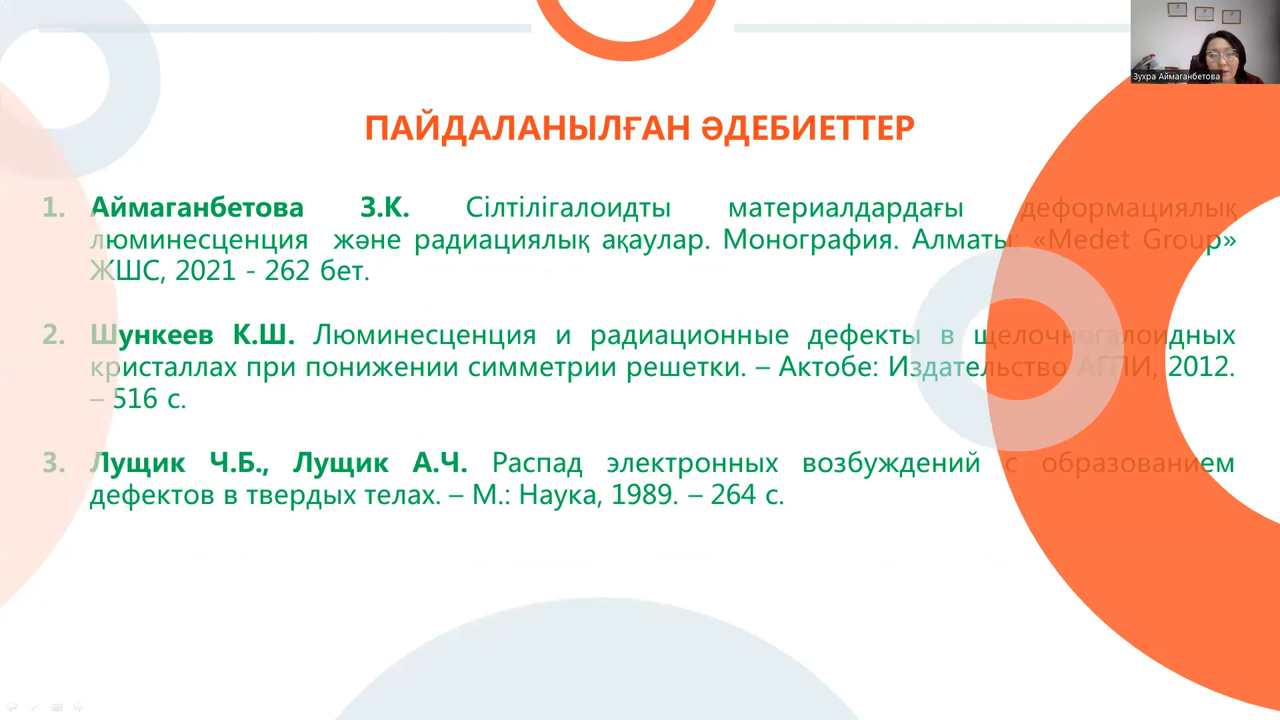 Зухра Аймаганбетова
ПАЙДАЛАНЫЛҒАН ӘДЕБИЕТТЕР
1. Аймаганбетова З.К. Сілтілігалоидты материалдардағы деформациялық
люминесценция және радиациялық ақаулар. Монография. Алматы: «Medet Group»
ЖШС, 2021 - 262 бет.
2. Шункеев К.Ш. Люминесценция и радиационные дефекты в щелочногалоидных
кристаллах при понижении симметрии решетки. – Актобе: Издательство АГПИ, 2012.
– 516 с.
3. Лущик Ч.Б., Лущик А.Ч. Распад электронных возбуждений с образованием
дефектов в твердых телах. – М.: Наука, 1989. – 264 с.